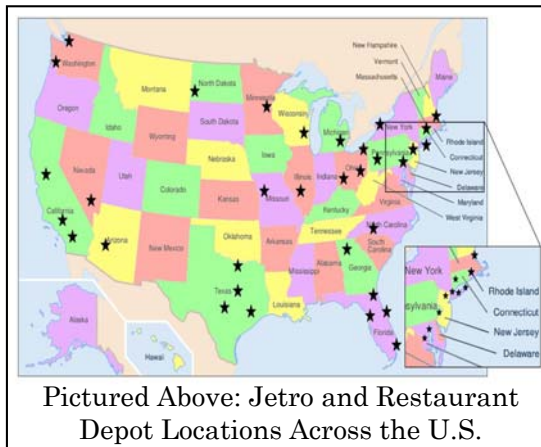 New Hampshire
Vermont
Massachusetts
Maine
Washington
Montana
North Dakota
Minnesota
Oregon
Idaho
Wyoming
South Dakota
Wisconsin
Michigan
New York
Rhode Island
Connecticut
New Jersey
Delaware
Maryland
West Virginia
Nevada
Utah
Colorado
Nebraska
Iowa
Illinois
Indiana
Ohio
Pennsylvania
Virginia
California
Kansas
Missouri
Kentucky
Arizona
New Mexico
Oklahoma
Arkansas
Tennessee
North Carolina
South Carolina
Texas
Louisiana
Mississippi
Alabama
Georgia
Florida
Alaska
Hawaii
New York
nsylvania
Rhode Island
Connecticut
New Jersey
Delaware
Pictured Above: Jetro and Restaurant
Depot Locations Across the U.S.